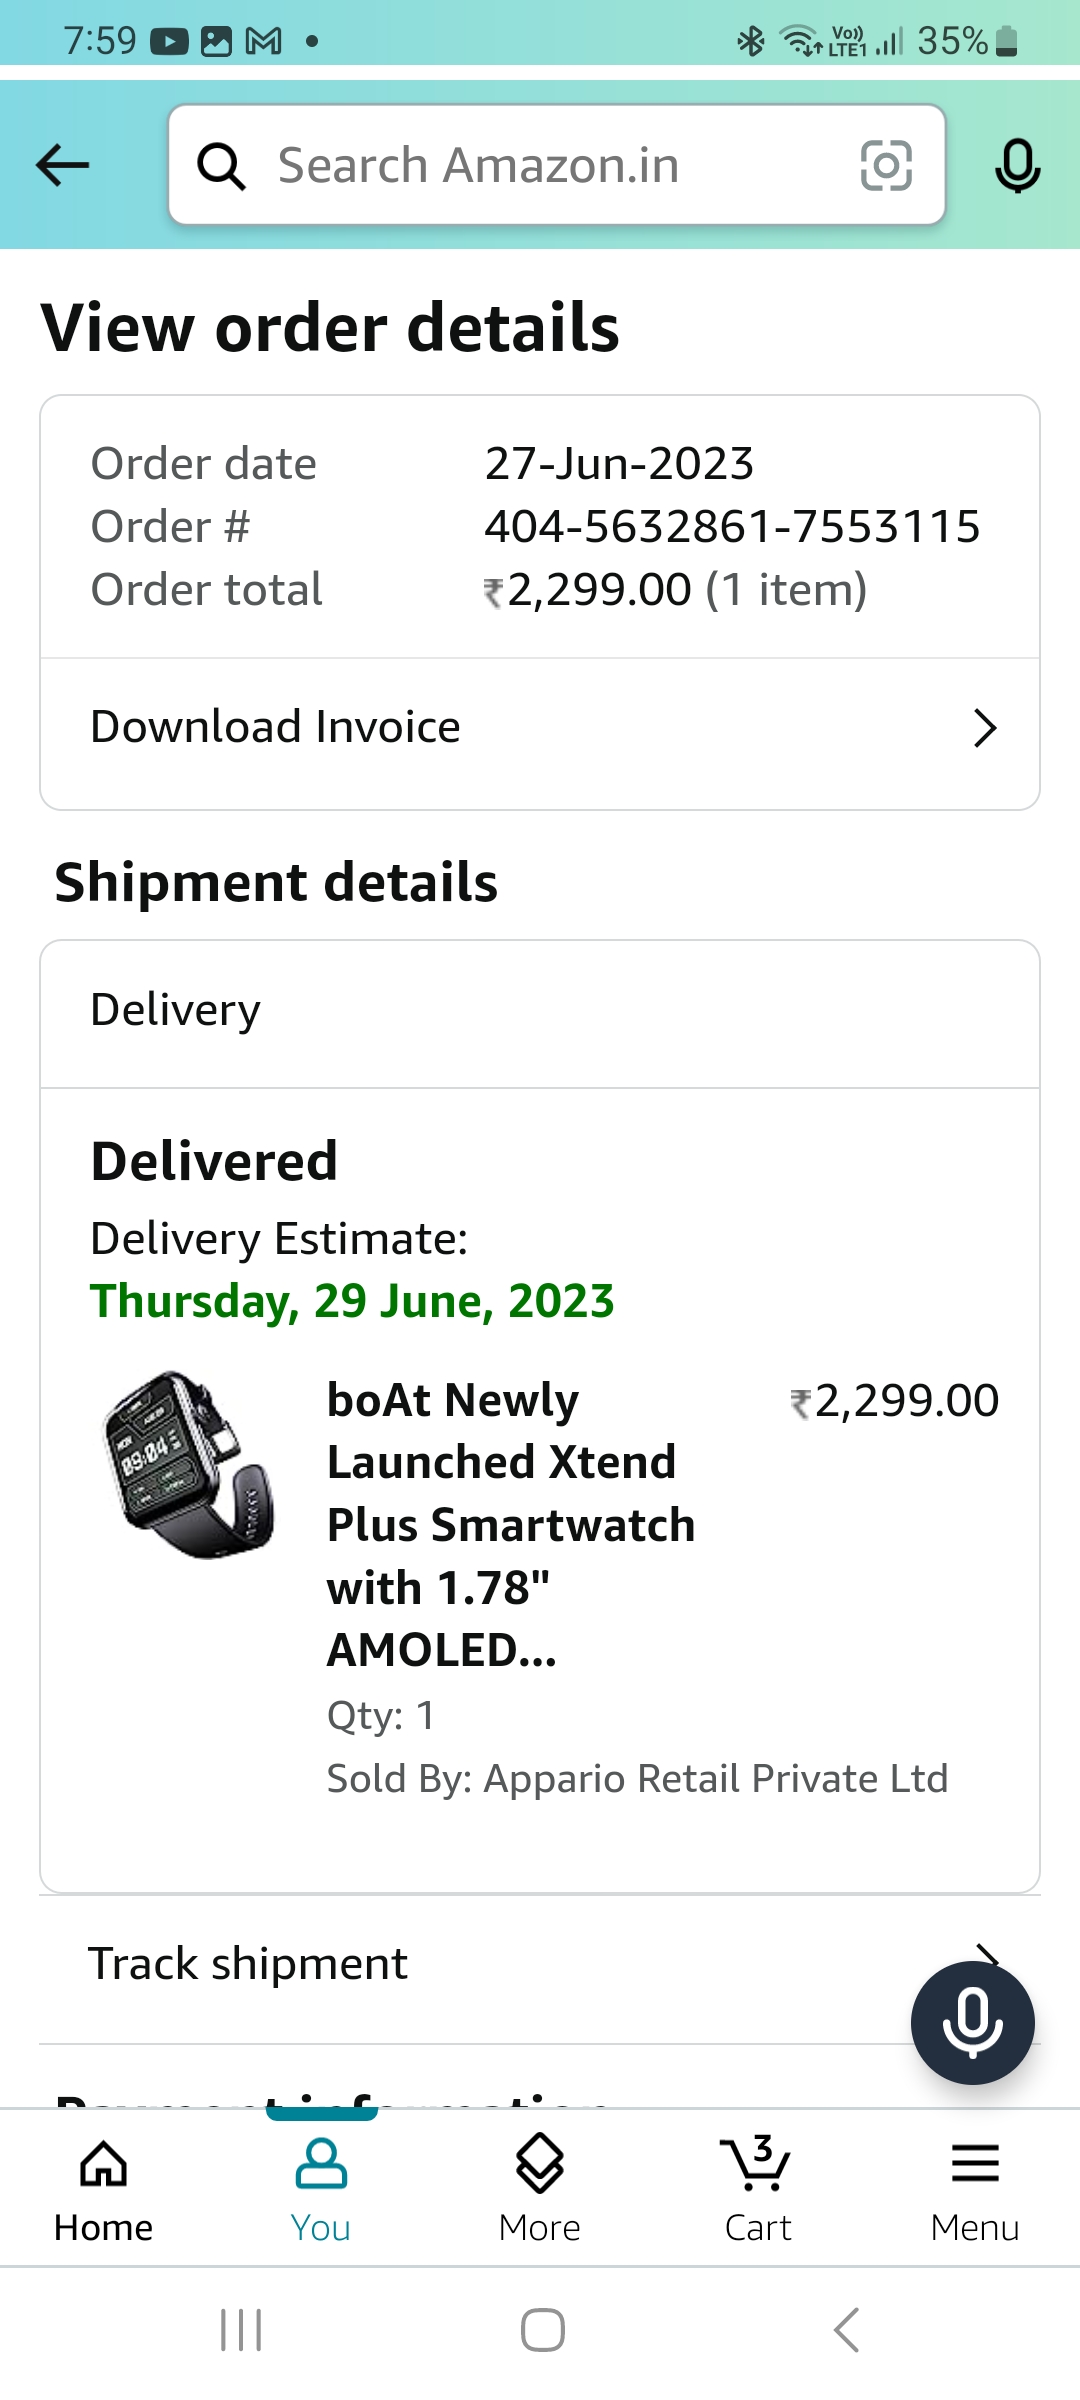 7:59
Vo)) LTE1 35%
Search Amazon.in
View order details
Order date 27-Jun-2023
Order # 404-5632861-7553115
Order total ₹2,299.00 (1 item)
Download Invoice
Shipment details
Delivery
Delivered
Delivery Estimate:
Thursday, 29 June, 2023
boAt Newly ₹2,299.00
Launched Xtend
Plus Smartwatch
with 1.78"
AMOLED...
Qty: 1
Sold By: Appario Retail Private Ltd
Track shipment
Payment information
3
Home You More Cart Menu